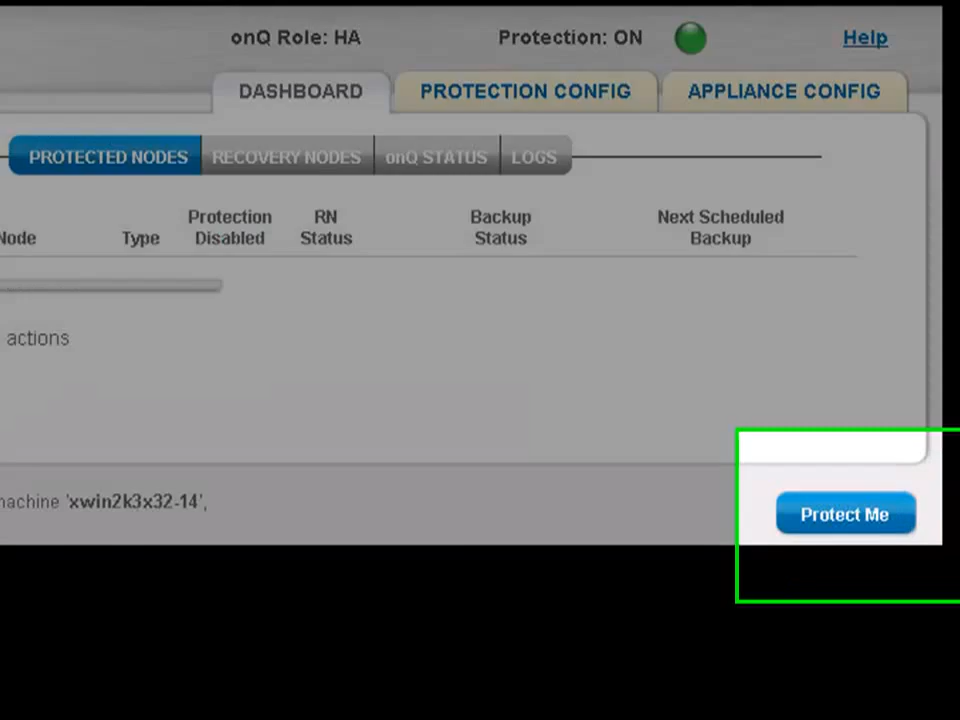 onQ Role: HA Protection: ON Help
DASHBOARD PROTECTION CONFIG APPLIANCE CONFIG
PROTECTED NODES RECOVERY NODES onQ STATUS LOGS
Node Type Protection Disabled RN Status Backup Status Next Scheduled Backup
actions
machine 'xwin2k3x32-14',
Protect Me